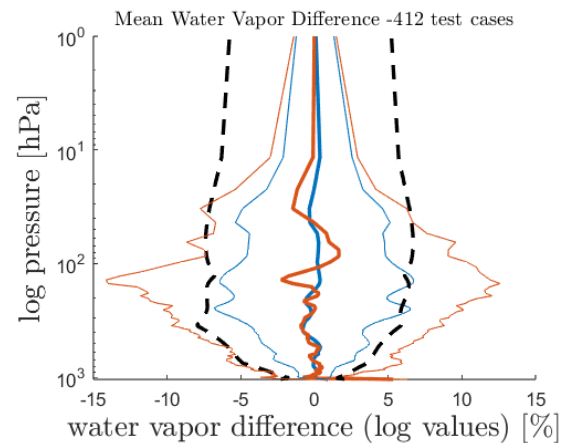 Mean Water Vapor Difference -412 test cases
10⁰
10¹
10²
10³
log pressure [hPa]
-15 -10 -5 0 5 10 15
water vapor difference (log values) [%]